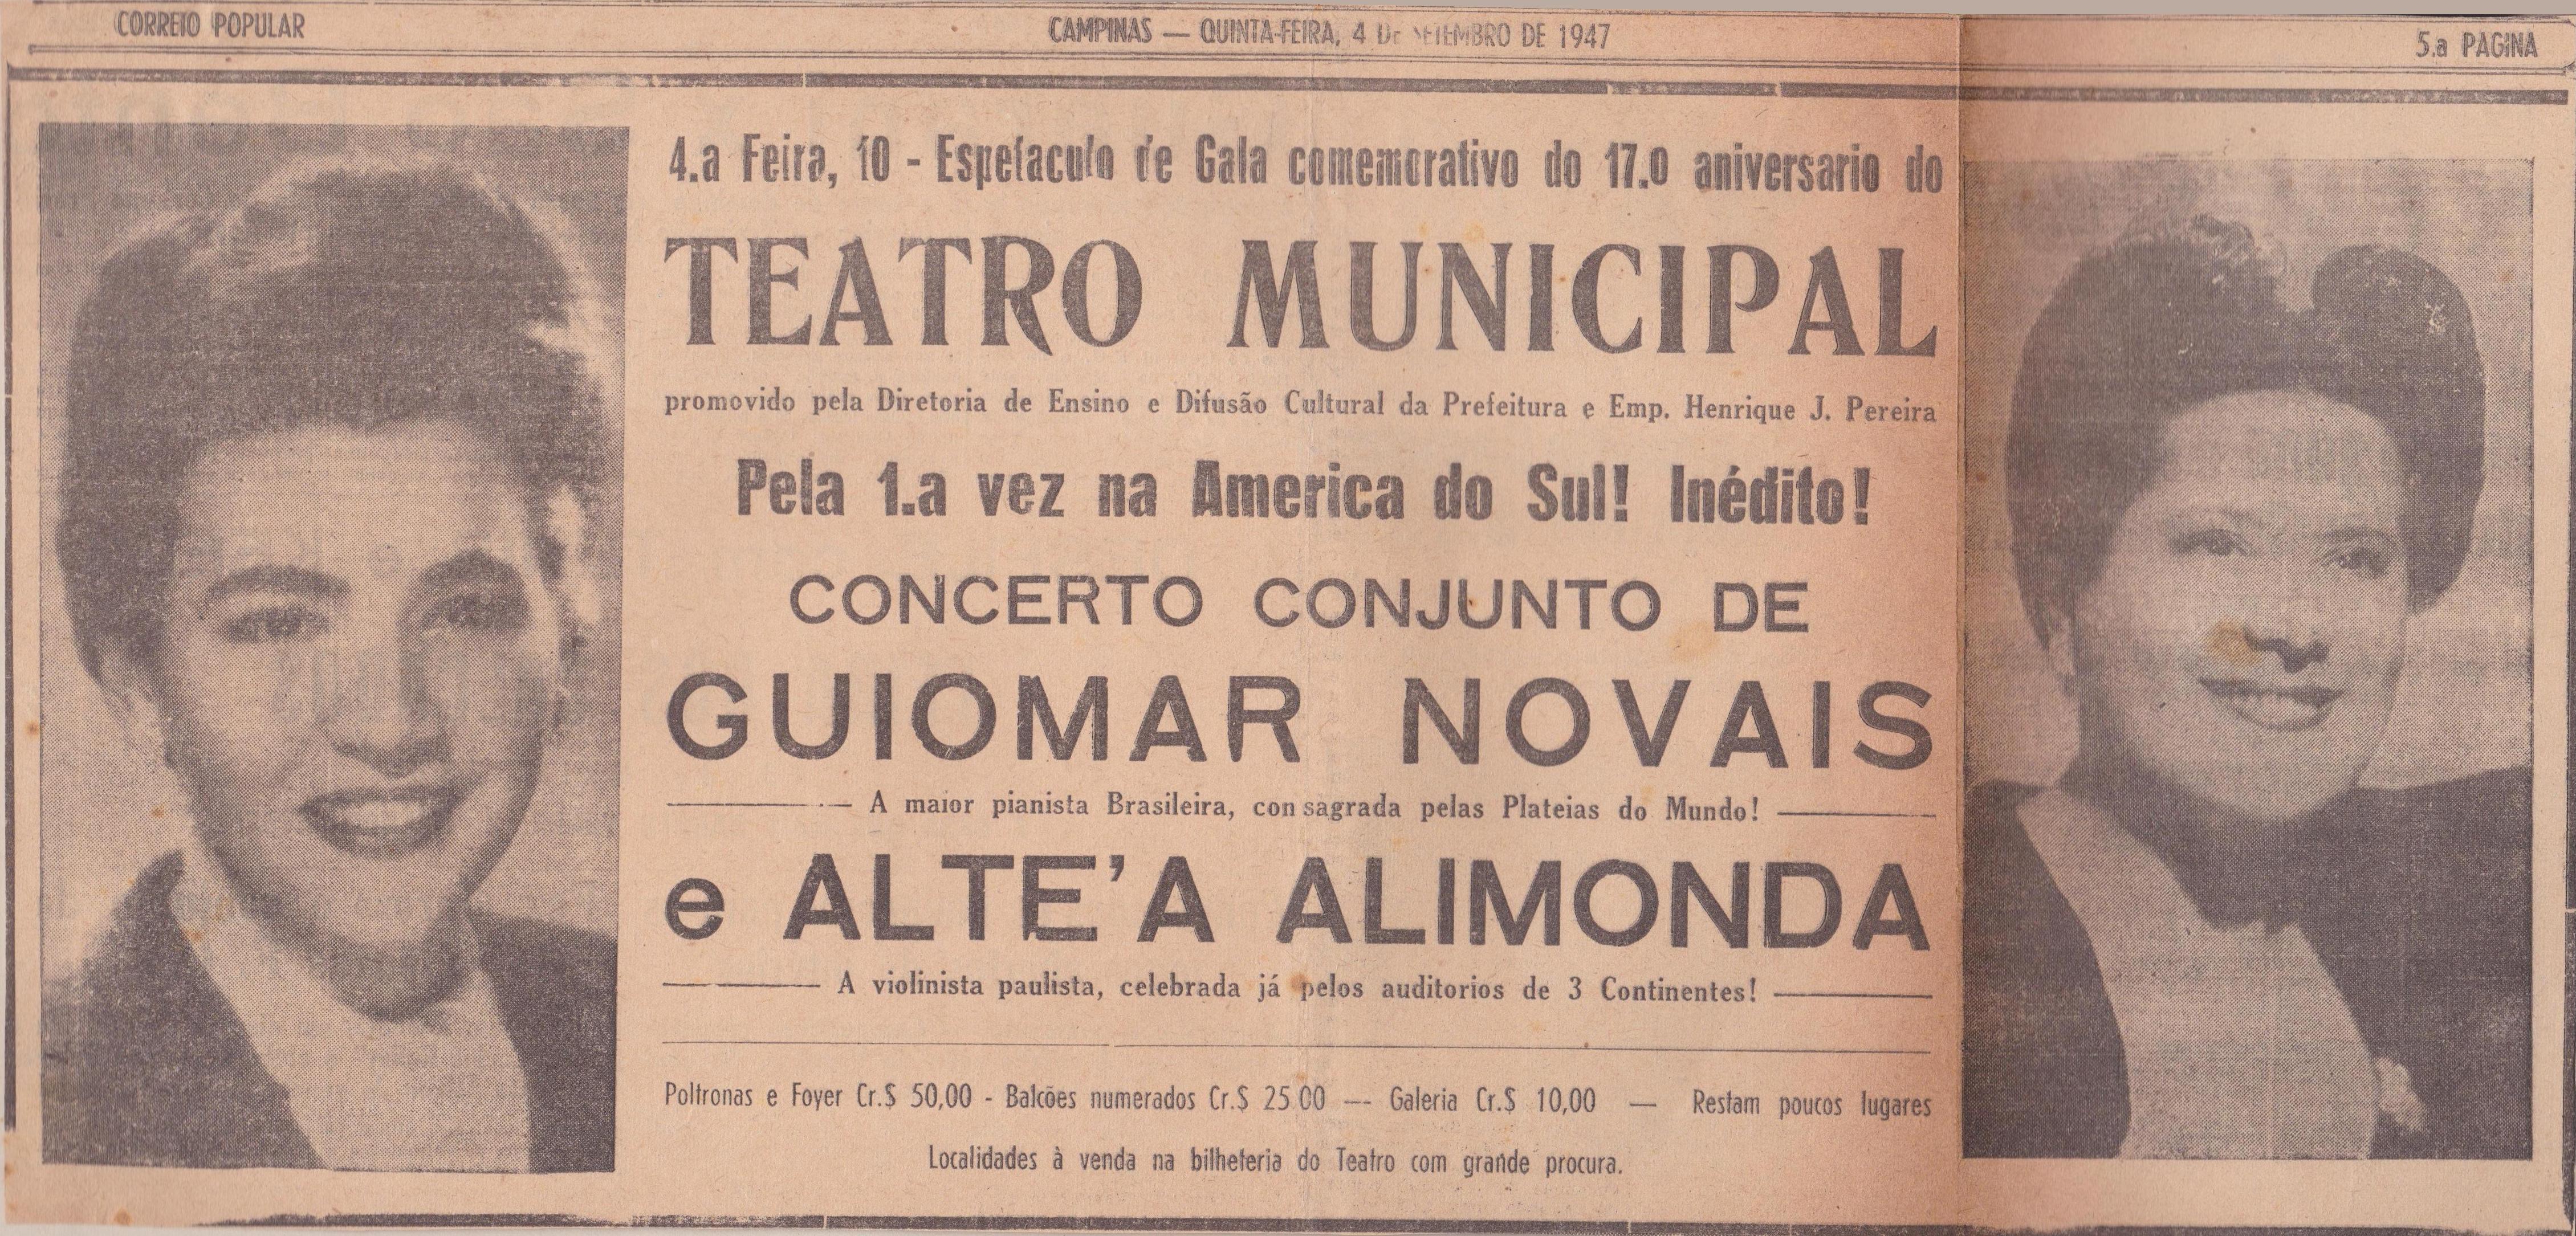 CORREIO POPULAR
CAMPINAS — QUINTA-FEIRA, 4 DE SETEMBRO DE 1947
5.a PAGINA
4.a Feira, 10 - Espetaculo de Gala comemorativo do 17.o aniversario do
TEATRO MUNICIPAL
promovido pela Diretoria de Ensino e Difusão Cultural da Prefeitura e Emp. Henrique J. Pereira
Pela 1.a vez na America do Sul! Inédito!
CONCERTO CONJUNTO DE
GUIOMAR NOVAIS
A maior pianista Brasileira, consagrada pelas Plateias do Mundo!
e ALTE'A ALIMONDA
A violinista paulista, celebrada já pelos auditorios de 3 Continentes!
Poltronas e Foyer Cr.$ 50,00 - Balcões numerados Cr.$ 25.00 — Galeria Cr.$ 10,00 — Restam poucos lugares
Localidades à venda na bilheteria do Teatro com grande procura.